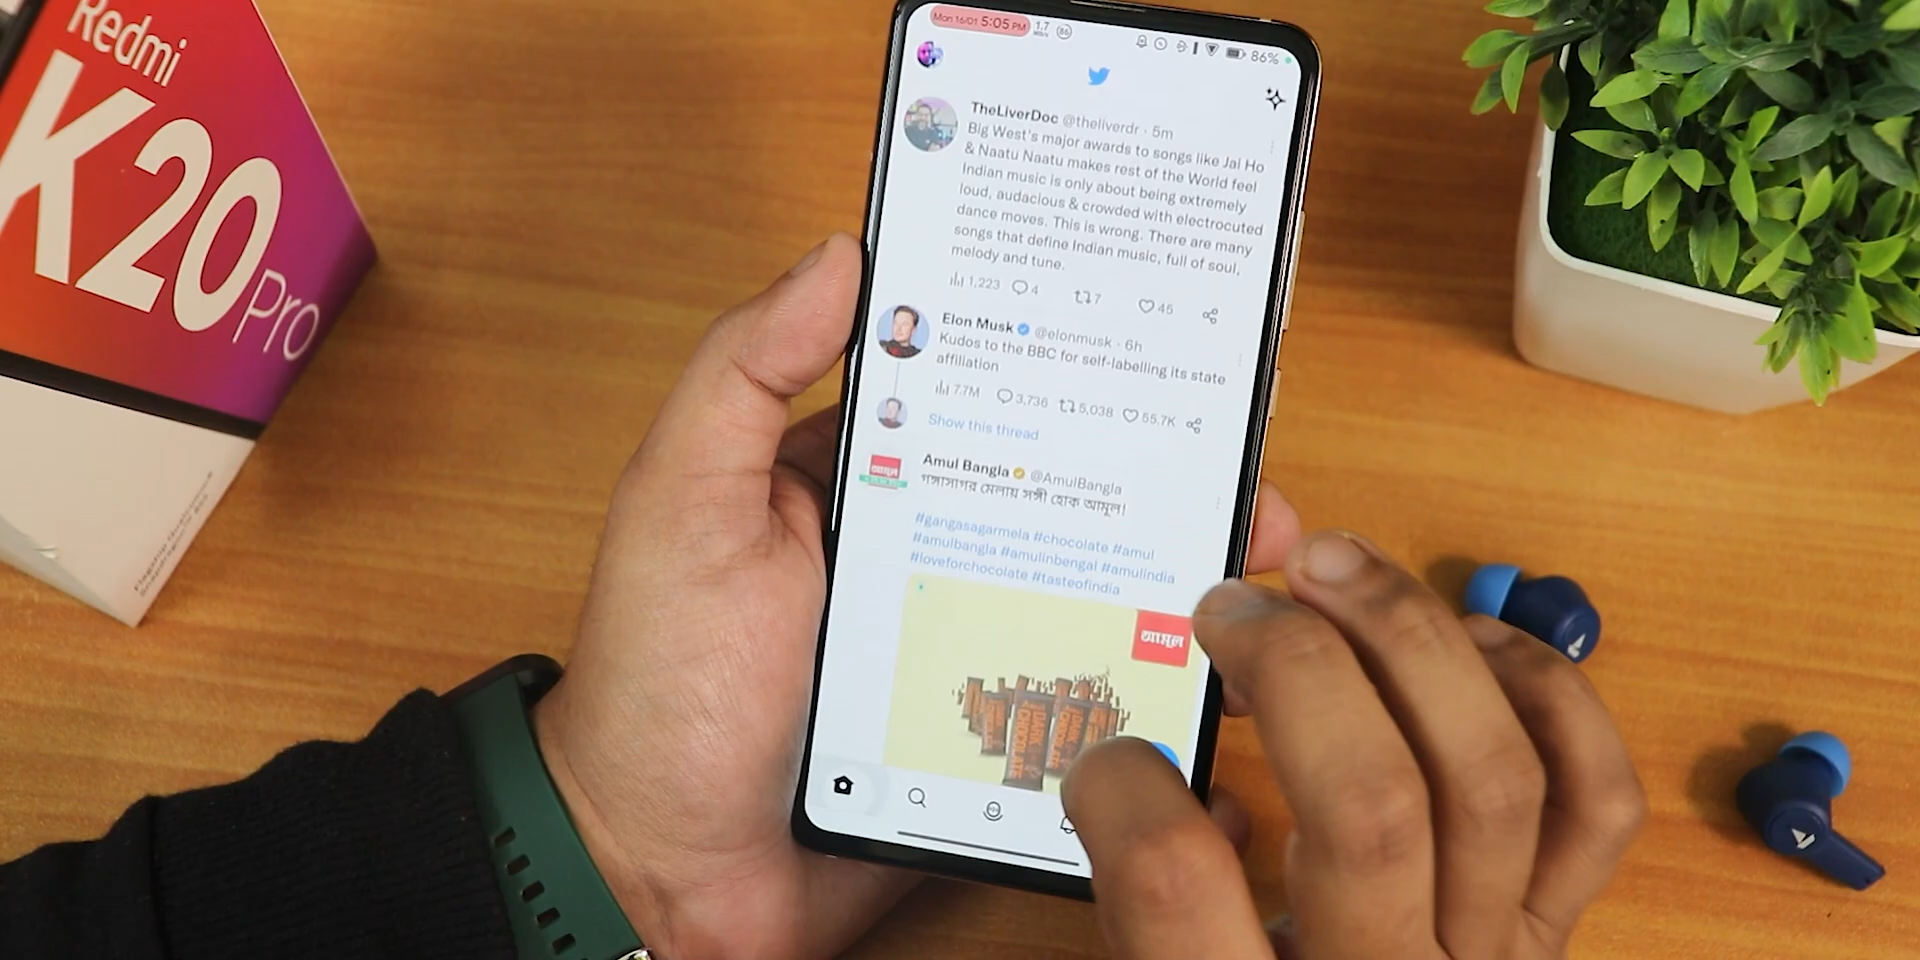 Redmi
K20 Pro
Mon 16/01 5:05 PM
1.7
86%
TheLiverDoc @theliverdr · 5m
Big West's major awards to songs like Jai Ho
& Naatu Naatu makes rest of the World feel
Indian music is only about being extremely
loud, audacious & crowded with electrocuted
dance moves. This is wrong. There are many
songs that define Indian music, full of soul,
melody and tune.
1,223 4 7 45
Elon Musk @elonmusk · 6h
Kudos to the BBC for self-labelling its state
affiliation
7.7M 3,736 5,038 55.7K
Show this thread
Amul Bangla @AmulBangla
গঙ্গাসাগর মেলায় সঙ্গী হোক আমূল!
#gangasagarmela #chocolate #amul
#amulbangla #amulinbengal #amulindia
#loveforchocolate #tasteofindia
আমূল
DARK
CHOCOLATE